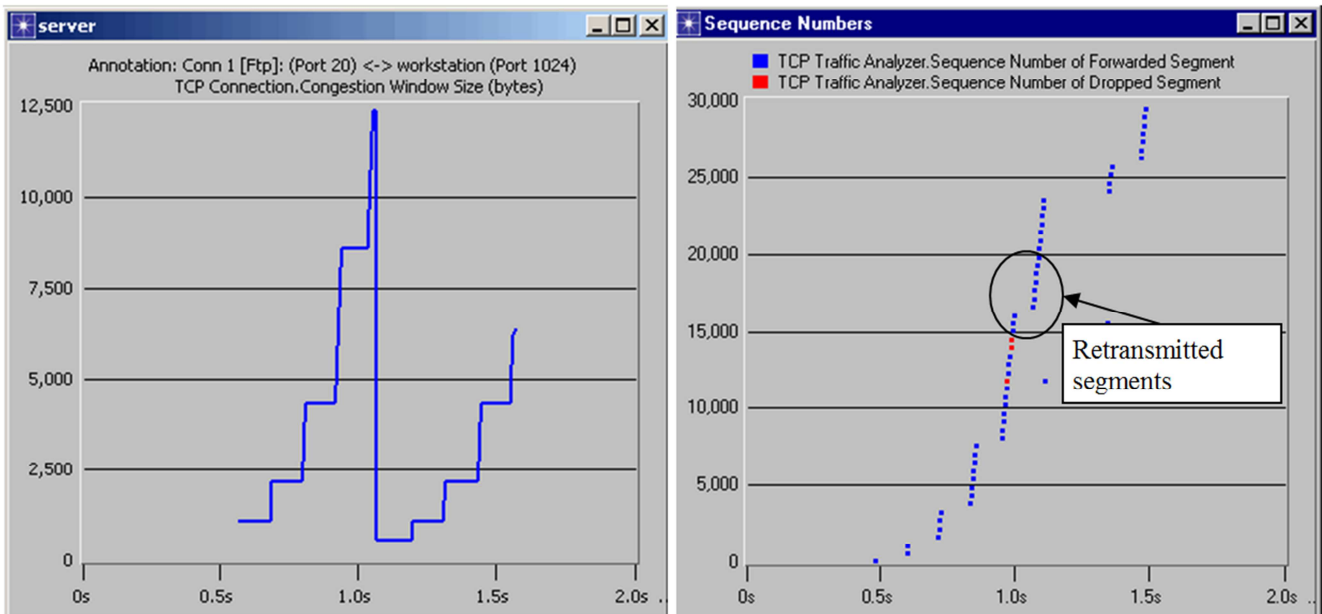 server
Annotation: Conn 1 [Ftp]: (Port 20) <-> workstation (Port 1024)
TCP Connection.Congestion Window Size (bytes)
12,500
10,000
7,500
5,000
2,500
0
0s 0.5s 1.0s 1.5s 2.0s ..
Sequence Numbers
TCP Traffic Analyzer.Sequence Number of Forwarded Segment
TCP Traffic Analyzer.Sequence Number of Dropped Segment
30,000
25,000
20,000
15,000
10,000
5,000
0
Retransmitted
segments
0s 0.5s 1.0s 1.5s 2.0s ..